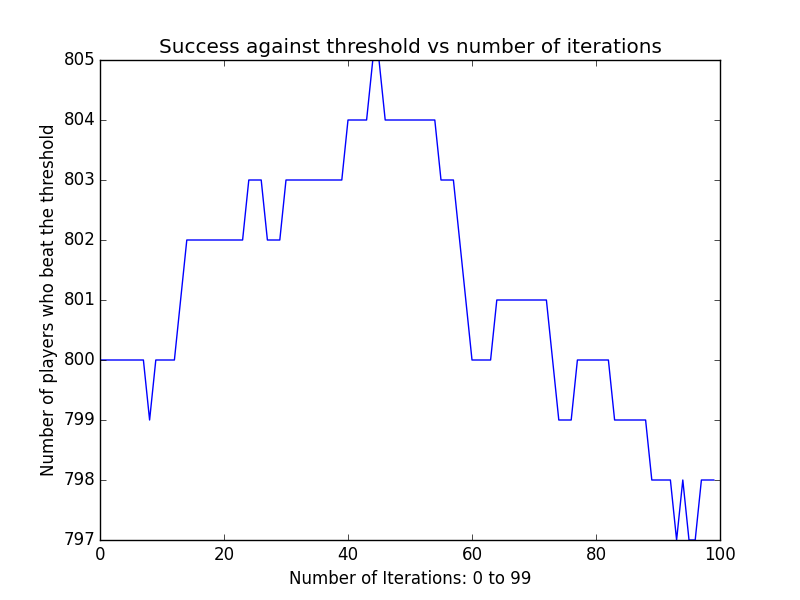 Success against threshold vs number of iterations
Number of players who beat the threshold
805
804
803
802
801
800
799
798
797
0 20 40 60 80 100
Number of Iterations: 0 to 99